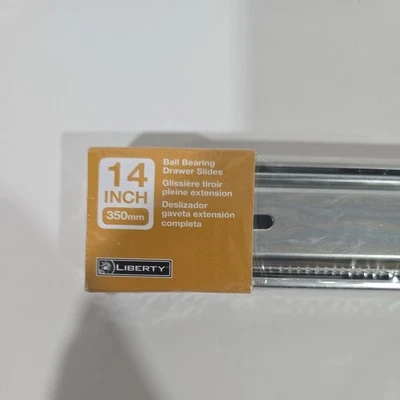 14
INCH
350mm
Ball Bearing
Drawer Slides
Glissière tiroir
pleine extension
Deslizador
gaveta extensión
completa
LIBERTY